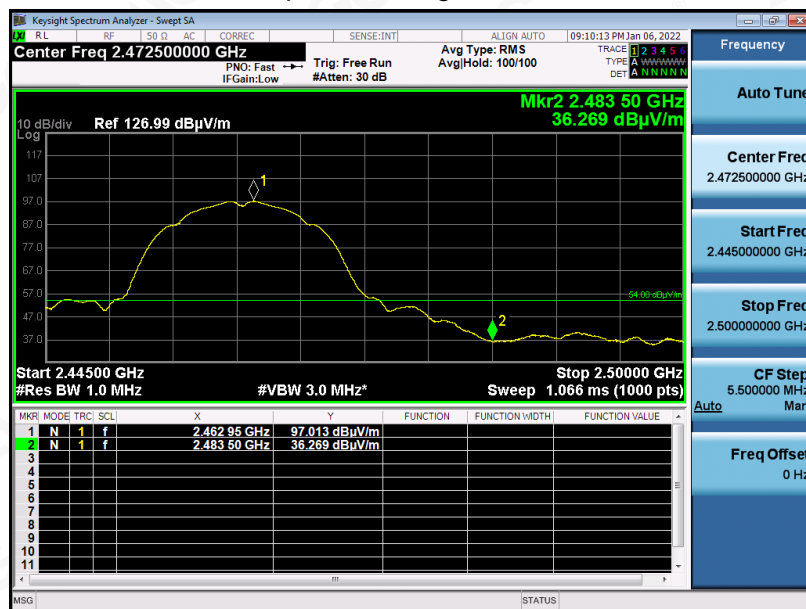 Keysight Spectrum Analyzer - Swept SA
RL RF 50 Ω AC CORREC SENSE:INT ALIGN AUTO 09:10:13 PM Jan 06, 2022
Center Freq 2.472500000 GHz
PNO: Fast
IFGain:Low
Trig: Free Run
#Atten: 30 dB
Avg Type: RMS
Avg|Hold: 100/100
TRACE 1 2 3 4 5 6
TYPE A WWWWW
DET A N N N N N
Mkr2 2.483 50 GHz
36.269 dBµV/m
10 dB/div Ref 126.99 dBµV/m
Log
117
107
97.0
87.0
77.0
67.0
57.0
47.0
37.0
1
2
54.00 dBµV/m
Start 2.44500 GHz Stop 2.50000 GHz
#Res BW 1.0 MHz #VBW 3.0 MHz* Sweep 1.066 ms (1000 pts)
MKR MODE TRC SCL X Y FUNCTION FUNCTION WIDTH FUNCTION VALUE
1 N 1 f 2.462 95 GHz 97.013 dBµV/m
2 N 1 f 2.483 50 GHz 36.269 dBµV/m
3
4
5
6
7
8
9
10
11
MSG STATUS
Frequency
Auto Tune
Center Freq
2.472500000 GHz
Start Freq
2.445000000 GHz
Stop Freq
2.500000000 GHz
CF Step
5.500000 MHz
Auto Man
Freq Offset
0 Hz